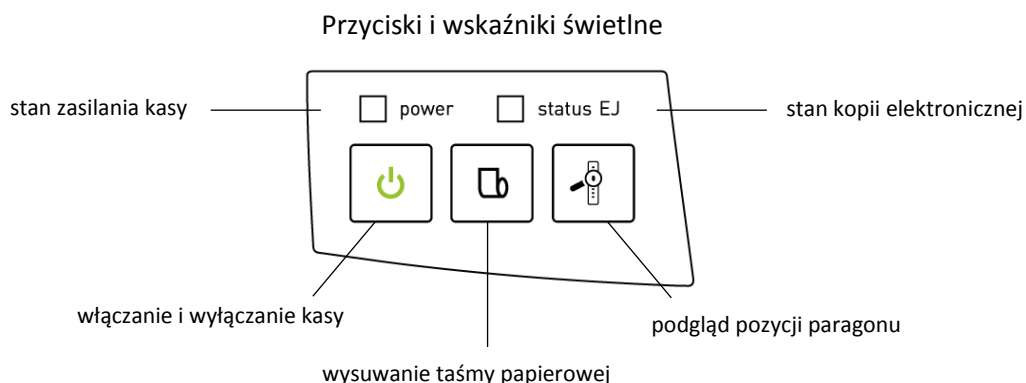 Przyciski i wskaźniki świetlne
stan zasilania kasy
power
status EJ
stan kopii elektronicznej
włączanie i wyłączanie kasy
podgląd pozycji paragonu
wysuwanie taśmy papierowej